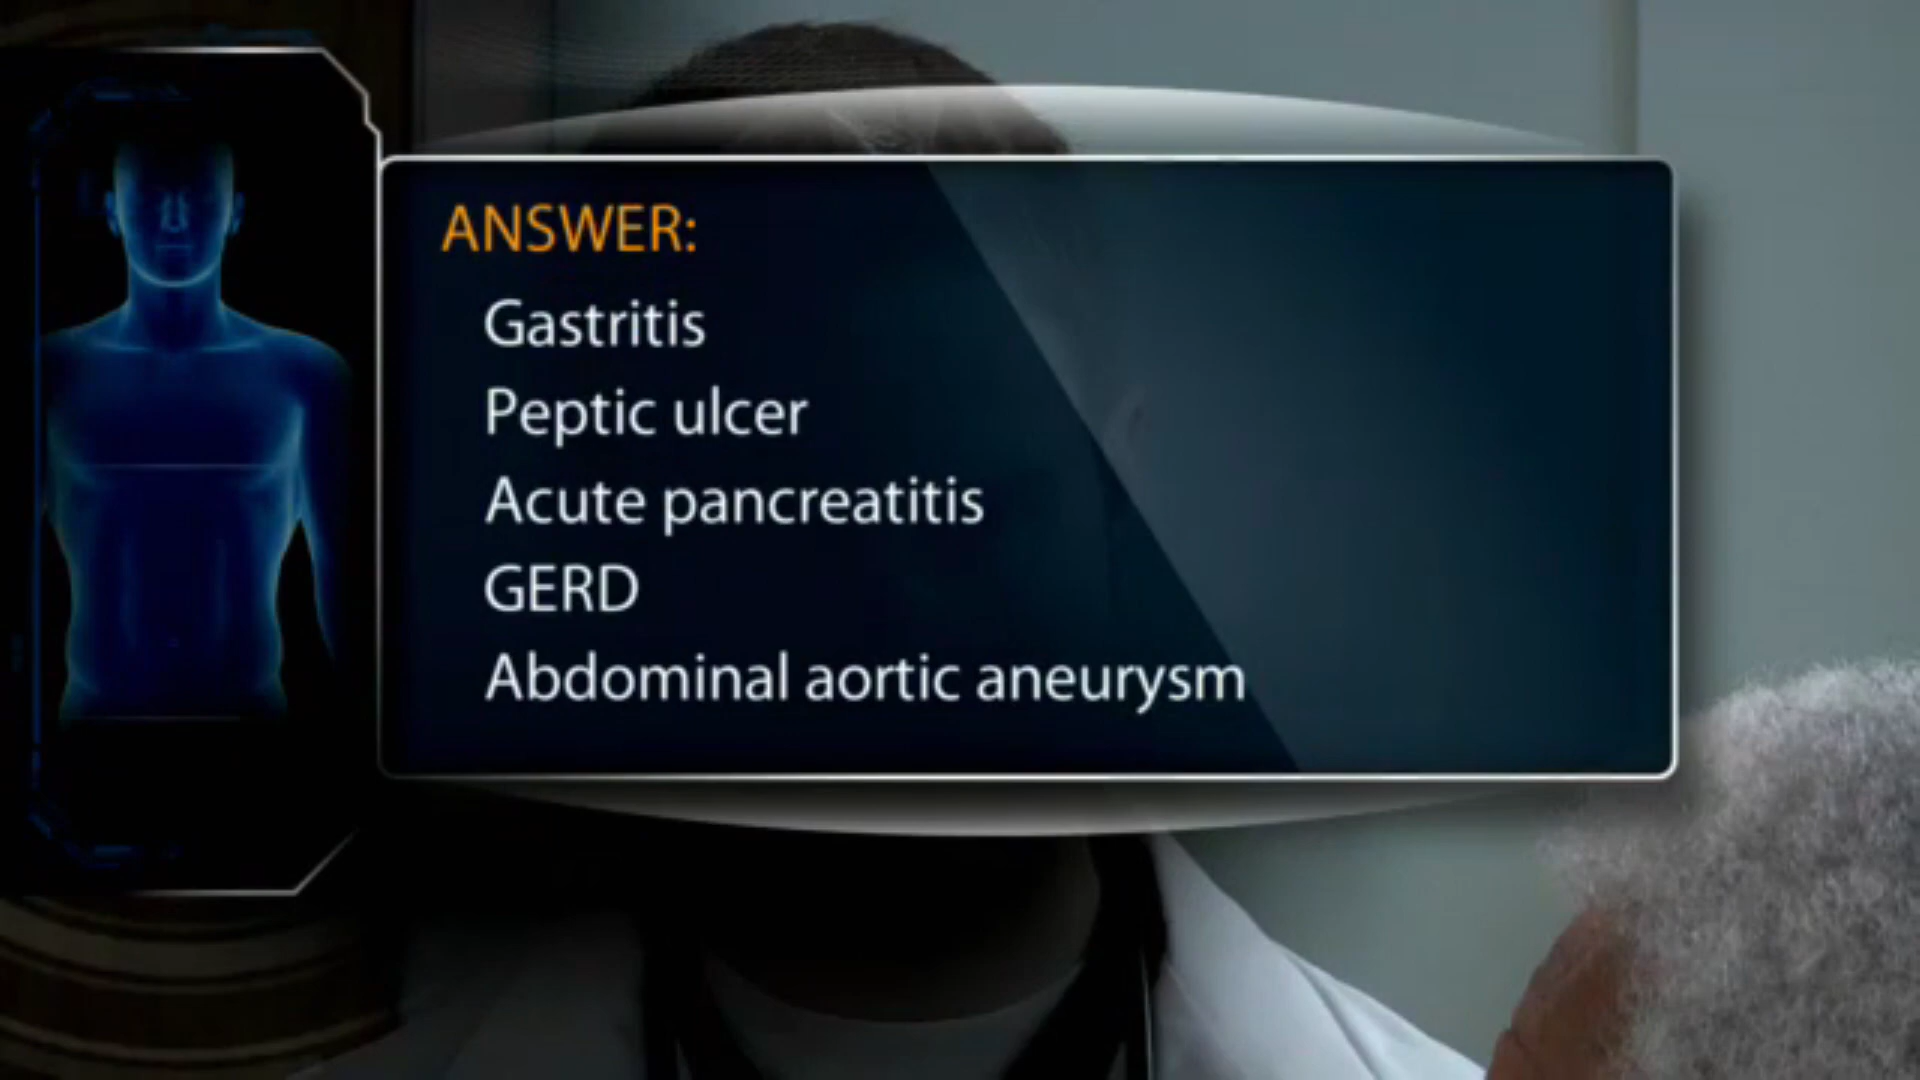 ANSWER:
Gastritis
Peptic ulcer
Acute pancreatitis
GERD
Abdominal aortic aneurysm